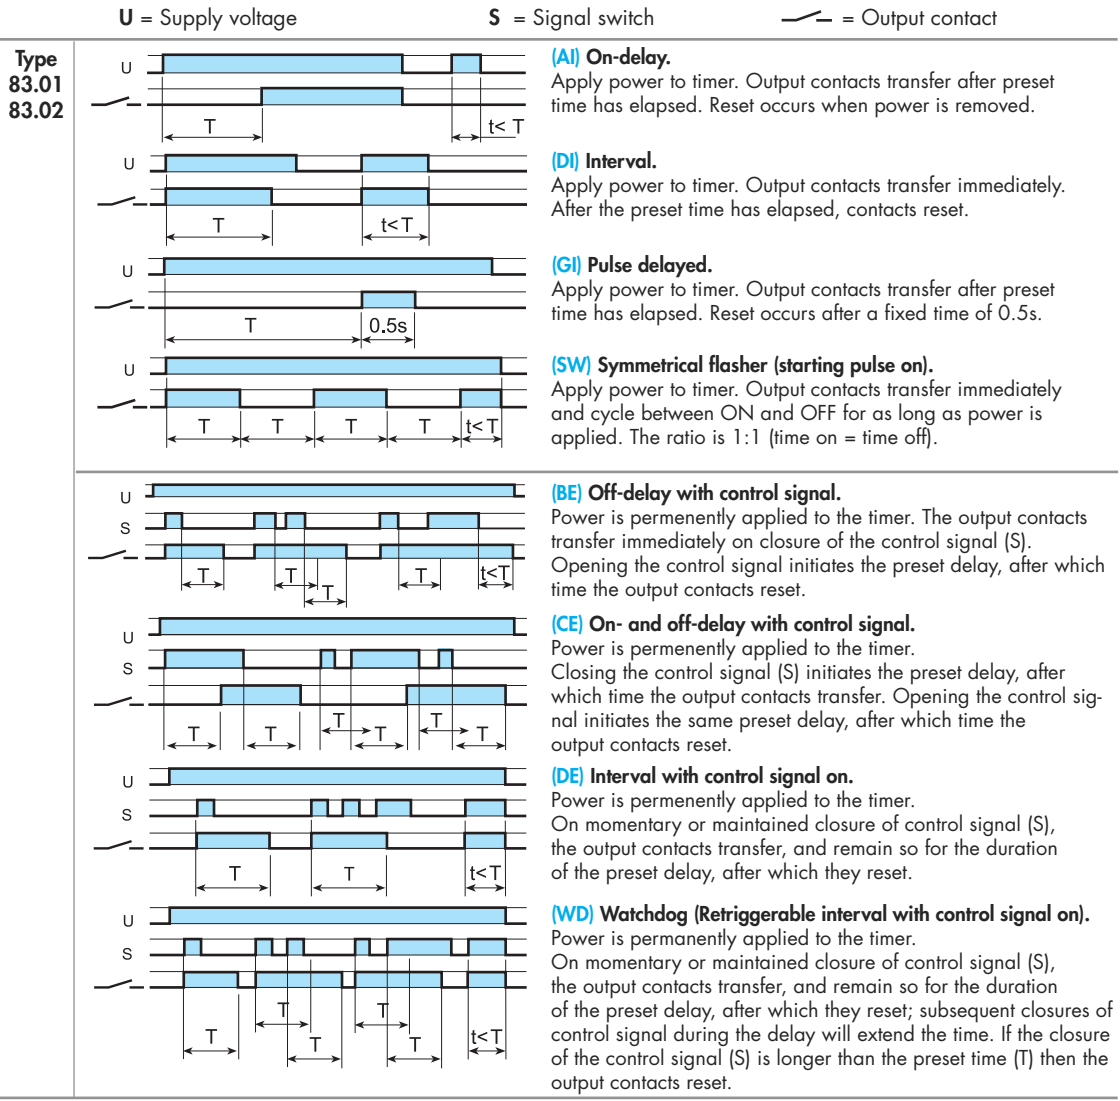 U = Supply voltage S = Signal switch = Output contact
Type
83.01
83.02
U
T
t< T
(AI) On-delay.
Apply power to timer. Output contacts transfer after preset
time has elapsed. Reset occurs when power is removed.
U
T
t<T
(DI) Interval.
Apply power to timer. Output contacts transfer immediately.
After the preset time has elapsed, contacts reset.
U
T
0.5s
(GI) Pulse delayed.
Apply power to timer. Output contacts transfer after preset
time has elapsed. Reset occurs after a fixed time of 0.5s.
U
T T T T t<T
(SW) Symmetrical flasher (starting pulse on).
Apply power to timer. Output contacts transfer immediately
and cycle between ON and OFF for as long as power is
applied. The ratio is 1:1 (time on = time off).
U
S
T T T T t<T
(BE) Off-delay with control signal.
Power is permenently applied to the timer. The output contacts
transfer immediately on closure of the control signal (S).
Opening the control signal initiates the preset delay, after which
time the output contacts reset.
U
S
T T T T T T
(CE) On- and off-delay with control signal.
Power is permenently applied to the timer.
Closing the control signal (S) initiates the preset delay, after
which time the output contacts transfer. Opening the control sig-
nal initiates the same preset delay, after which time the
output contacts reset.
U
S
T T t<T
(DE) Interval with control signal on.
Power is permenently applied to the timer.
On momentary or maintained closure of control signal (S),
the output contacts transfer, and remain so for the duration
of the preset delay, after which they reset.
U
S
T T T T T t<T
(WD) Watchdog (Retriggerable interval with control signal on).
Power is permanently applied to the timer.
On momentary or maintained closure of control signal (S),
the output contacts transfer, and remain so for the duration
of the preset delay, after which they reset; subsequent closures of
control signal during the delay will extend the time. If the closure
of the control signal (S) is longer than the preset time (T) then the
output contacts reset.